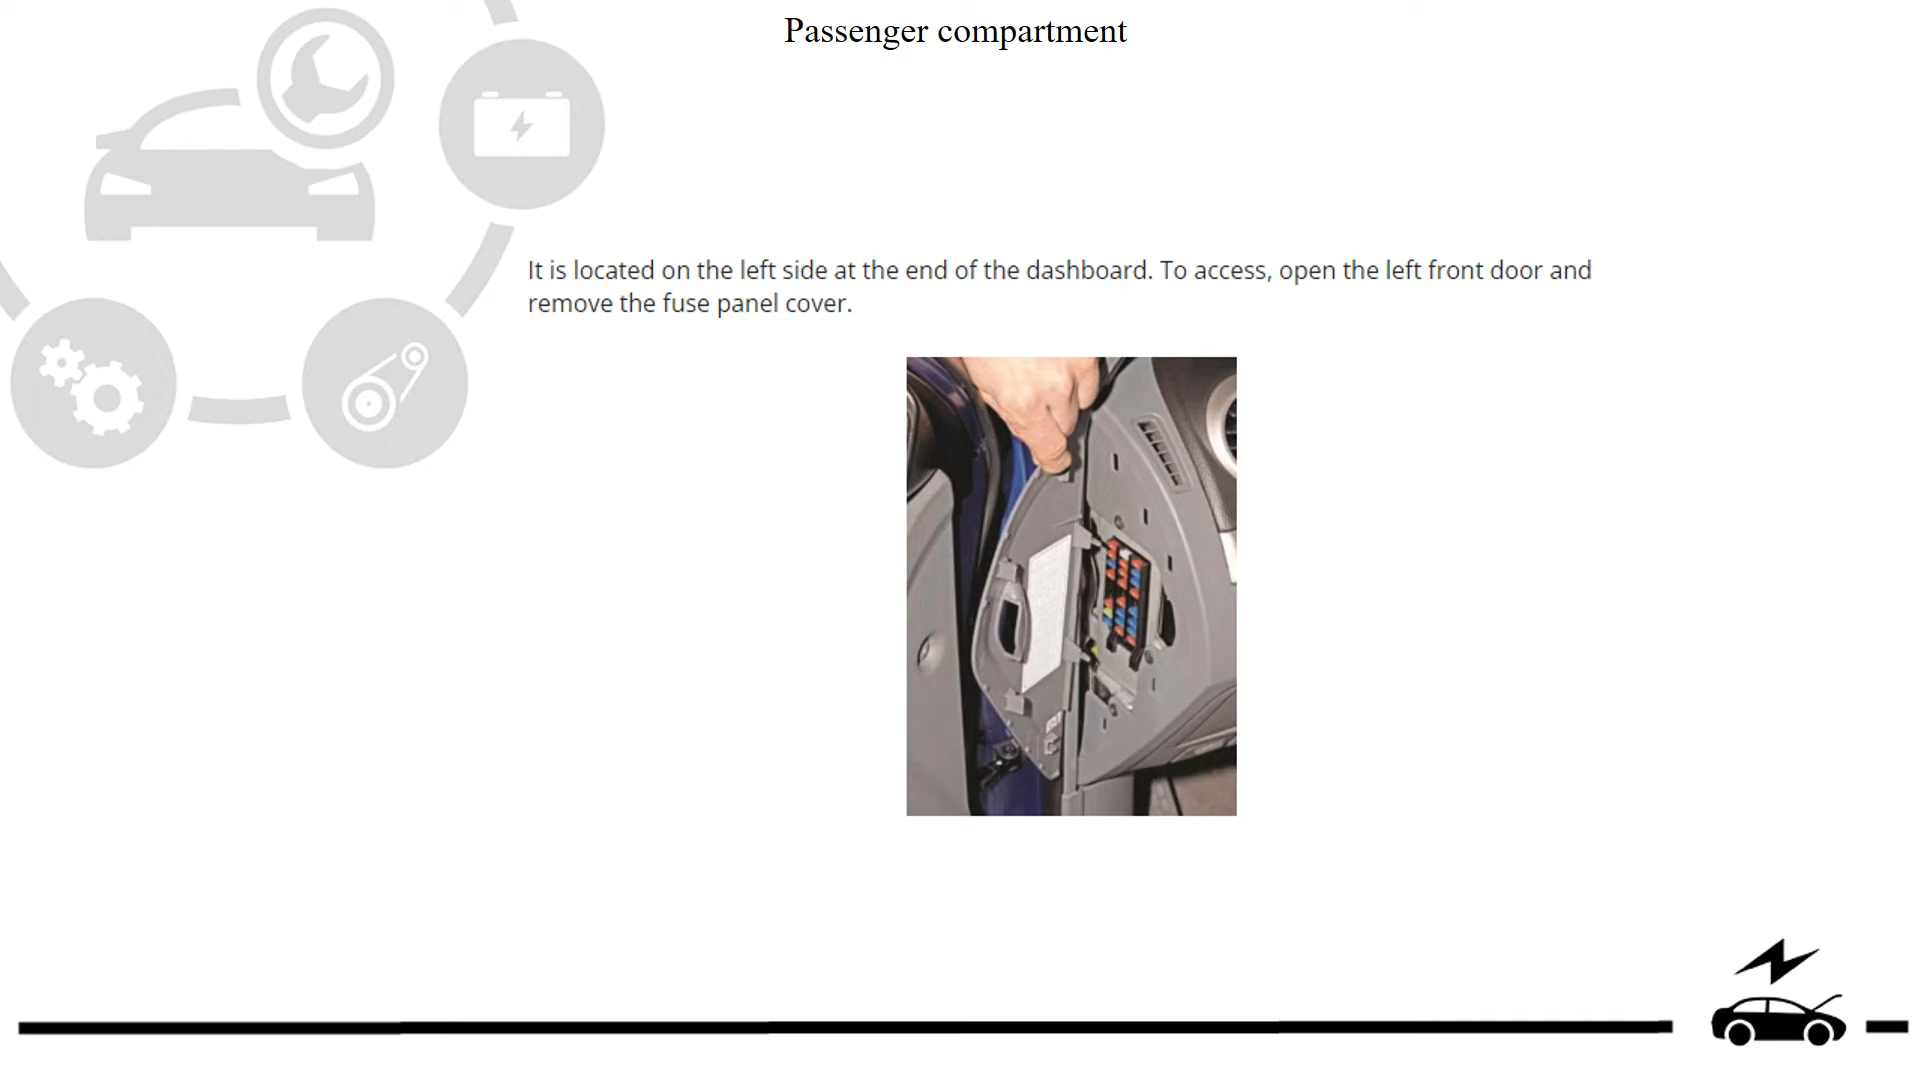 Passenger compartment
It is located on the left side at the end of the dashboard. To access, open the left front door and
remove the fuse panel cover.